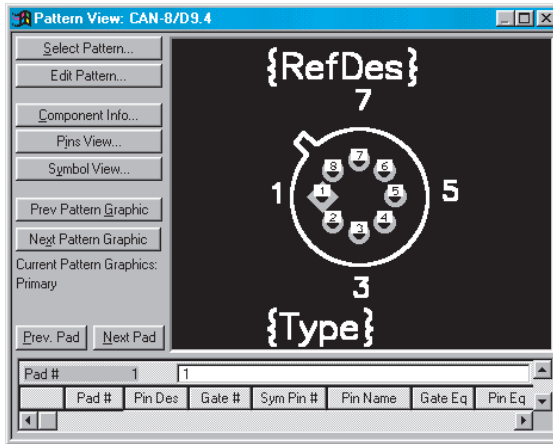 Pattern View: CAN-8/D9.4
Select Pattern...
Edit Pattern...
Component Info...
Pins View...
Symbol View...
Prev Pattern Graphic
Next Pattern Graphic
Current Pattern Graphics:
Primary
Prev. Pad Next Pad
{RefDes}
7
8 7 6
1 1 5 5
2 3 4
3
{Type}
Pad # 1 1
Pad # Pin Des Gate # Sym Pin # Pin Name Gate Eq Pin Eq